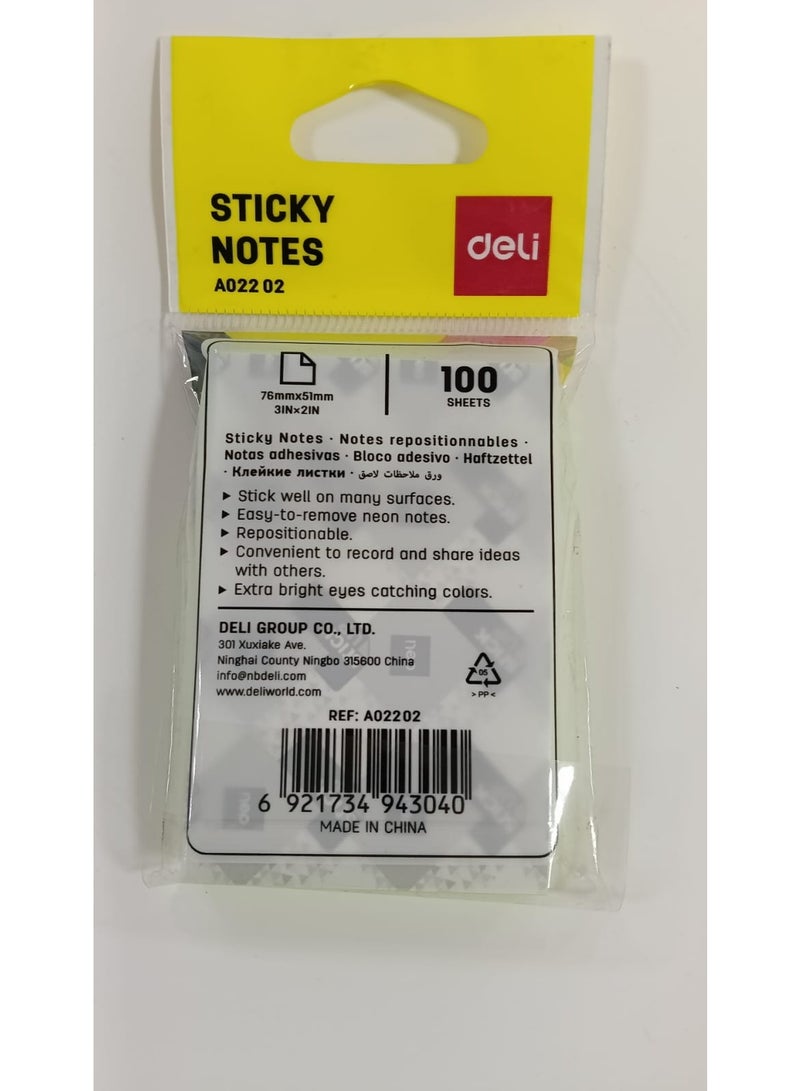 STICKY
NOTES
A022 02
deli
76mmx51mm
3IN×2IN
100
SHEETS
Sticky Notes · Notes repositionnables ·
Notas adhesivas · Bloco adesivo · Haftzettel
· Клейкие листки · ورق ملاحظات لاصق
▶ Stick well on many surfaces.
▶ Easy-to-remove neon notes.
▶ Repositionable.
▶ Convenient to record and share ideas
with others.
▶ Extra bright eyes catching colors.
DELI GROUP CO., LTD.
301 Xuxiake Ave.
Ninghai County Ningbo 315600 China
info@nbdeli.com
www.deliworld.com
05
>PP<
REF: A02202
6 921734 943040
MADE IN CHINA